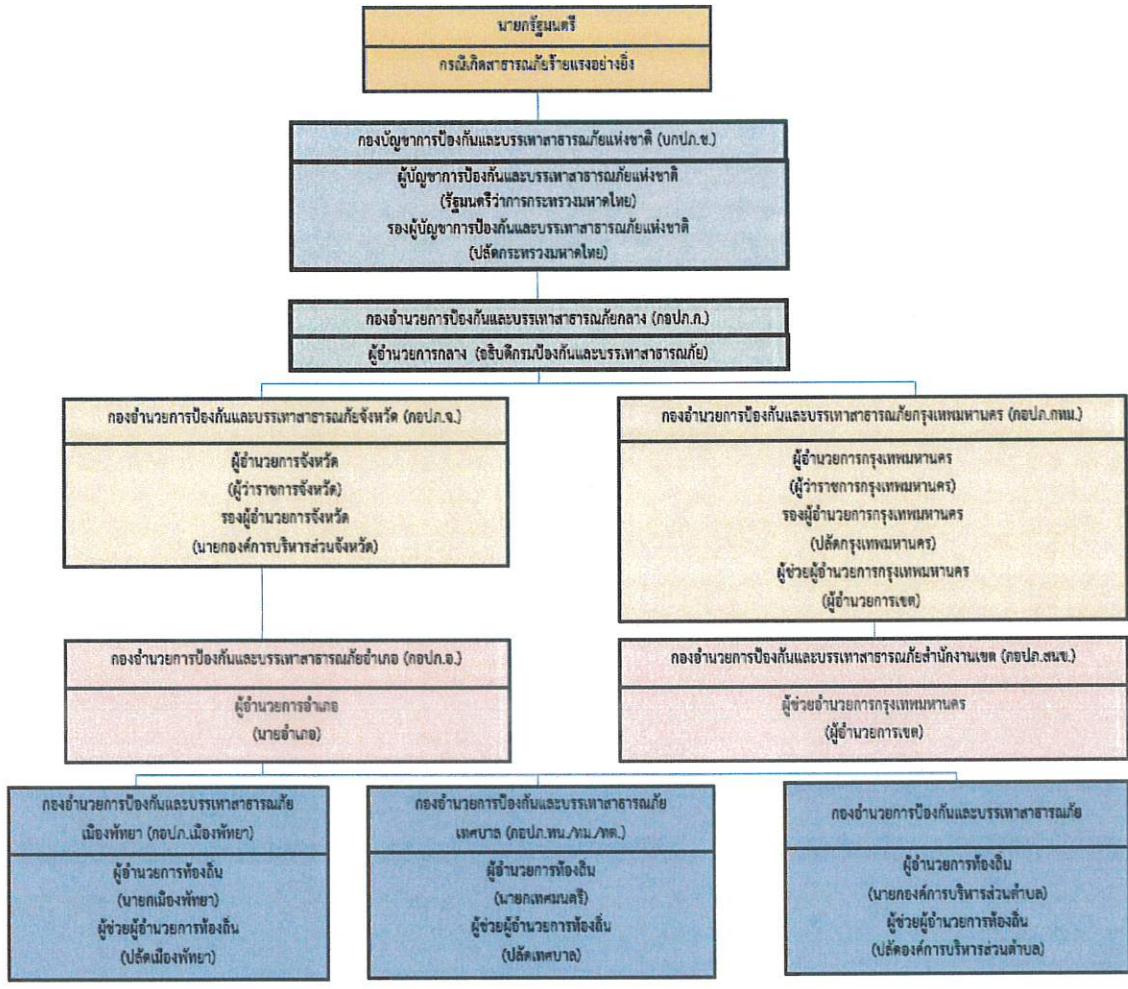 นายกรัฐมนตรี
กรณีเกิดสาธารณภัยร้ายแรงอย่างยิ่ง
กองบัญชาการป้องกันและบรรเทาสาธารณภัยแห่งชาติ (บกปภ.ช.)
ผู้บัญชาการป้องกันและบรรเทาสาธารณภัยแห่งชาติ
(รัฐมนตรีว่าการกระทรวงมหาดไทย)
รองผู้บัญชาการป้องกันและบรรเทาสาธารณภัยแห่งชาติ
(ปลัดกระทรวงมหาดไทย)
กองอำนวยการป้องกันและบรรเทาสาธารณภัยกลาง (กอปภ.ก.)
ผู้อำนวยการกลาง (อธิบดีกรมป้องกันและบรรเทาสาธารณภัย)
กองอำนวยการป้องกันและบรรเทาสาธารณภัยจังหวัด (กอปภ.จ.)
ผู้อำนวยการจังหวัด
(ผู้ว่าราชการจังหวัด)
รองผู้อำนวยการจังหวัด
(นายกองค์การบริหารส่วนจังหวัด)
กองอำนวยการป้องกันและบรรเทาสาธารณภัยกรุงเทพมหานคร (กอปภ.กทม.)
ผู้อำนวยการกรุงเทพมหานคร
(ผู้ว่าราชการกรุงเทพมหานคร)
รองผู้อำนวยการกรุงเทพมหานคร
(ปลัดกรุงเทพมหานคร)
ผู้ช่วยผู้อำนวยการกรุงเทพมหานคร
(ผู้อำนวยการเขต)
กองอำนวยการป้องกันและบรรเทาสาธารณภัยอำเภอ (กอปภ.อ.)
ผู้อำนวยการอำเภอ
(นายอำเภอ)
กองอำนวยการป้องกันและบรรเทาสาธารณภัยสำนักงานเขต (กอปภ.สนข.)
ผู้ช่วยอำนวยการกรุงเทพมหานคร
(ผู้อำนวยการเขต)
กองอำนวยการป้องกันและบรรเทาสาธารณภัย
เมืองพัทยา (กอปภ.เมืองพัทยา)
ผู้อำนวยการท้องถิ่น
(นายกเมืองพัทยา)
ผู้ช่วยผู้อำนวยการท้องถิ่น
(ปลัดเมืองพัทยา)
กองอำนวยการป้องกันและบรรเทาสาธารณภัย
เทศบาล (กอปภ.ทน./ทม./ทต.)
ผู้อำนวยการท้องถิ่น
(นายกเทศมนตรี)
ผู้ช่วยผู้อำนวยการท้องถิ่น
(ปลัดเทศบาล)
กองอำนวยการป้องกันและบรรเทาสาธารณภัย
ผู้อำนวยการท้องถิ่น
(นายกองค์การบริหารส่วนตำบล)
ผู้ช่วยผู้อำนวยการท้องถิ่น
(ปลัดองค์การบริหารส่วนตำบล)